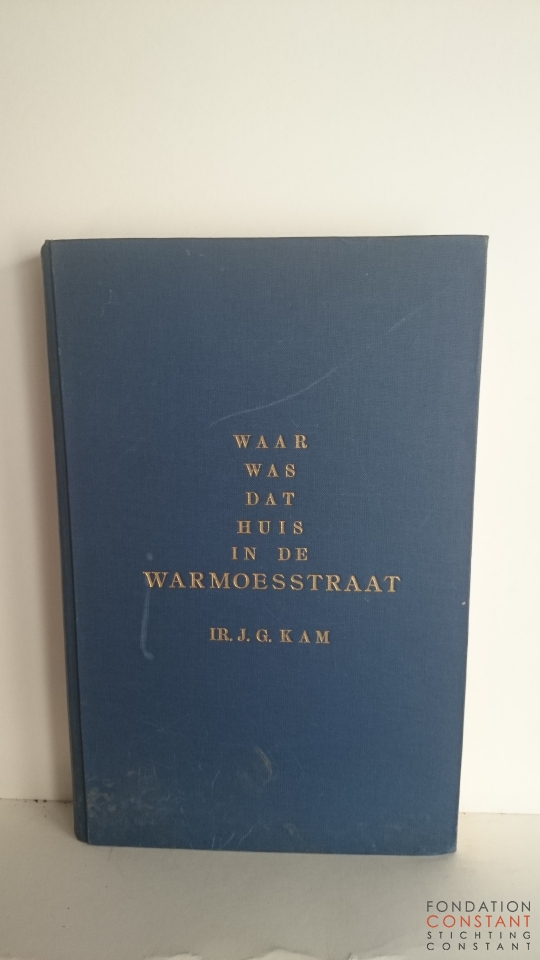 WAAR
WAS
DAT
HUIS
IN DE
WARMOESSTRAAT
IR. J. G. KAM
FONDATION
CONSTANT
STICHTING
CONSTANT